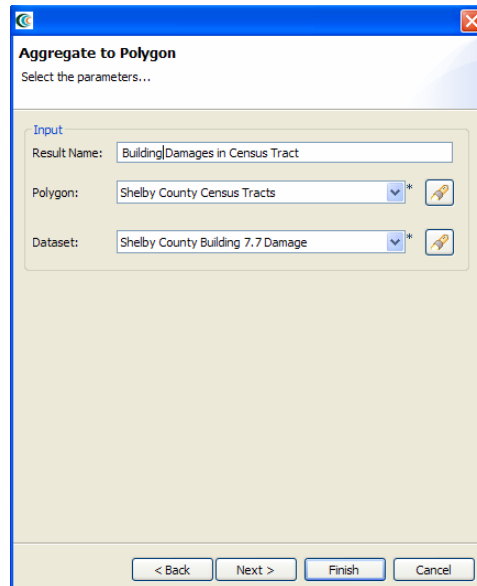 Aggregate to Polygon
Select the parameters...
Input
Result Name: Building Damages in Census Tract
Polygon: Shelby County Census Tracts *
Dataset: Shelby County Building 7.7 Damage *
< Back Next > Finish Cancel